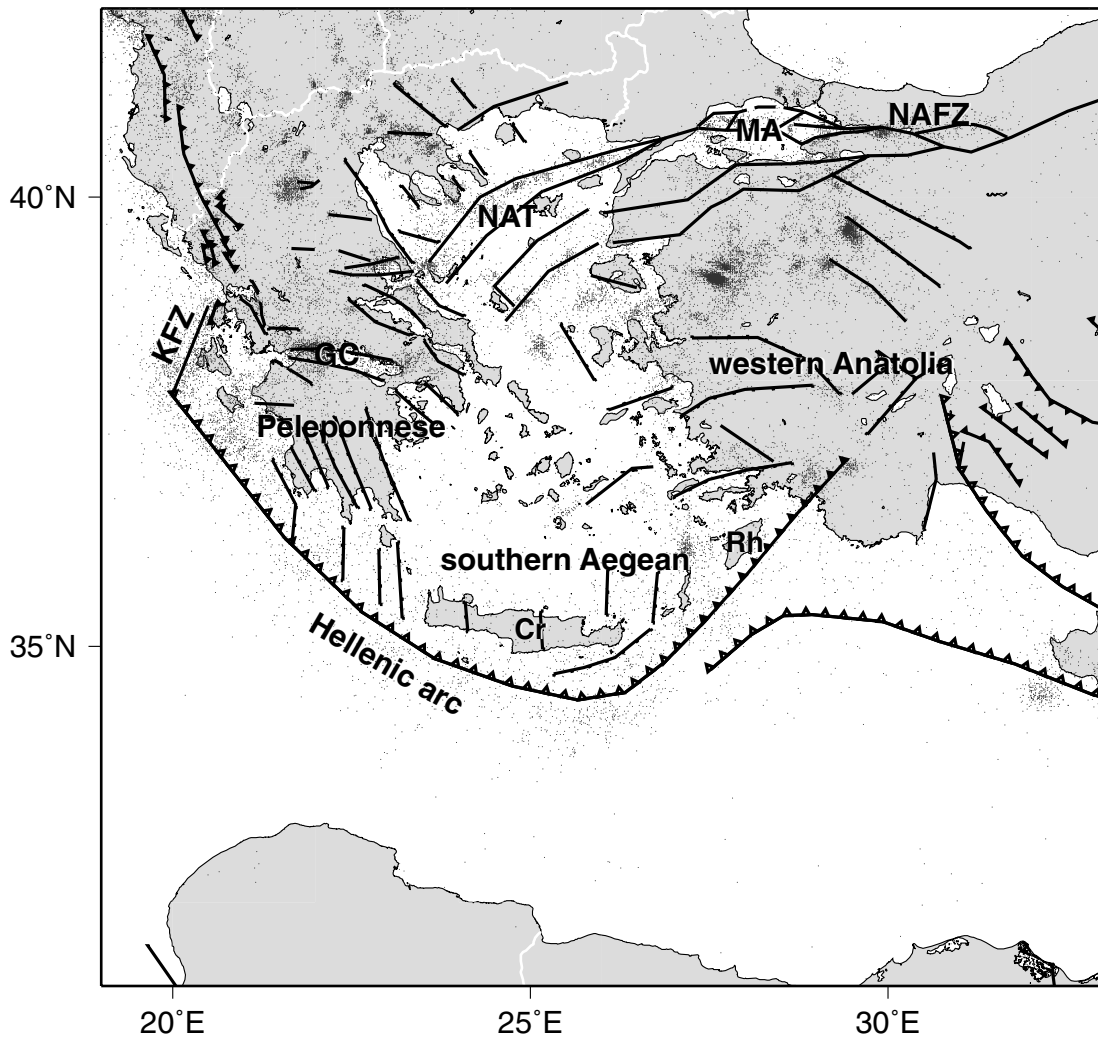 NAFZ
MA
40˚N
NAT
KFZ
GC
western Anatolia
Peleponnese
Rh
southern Aegean
Cr
35˚N
Hellenic arc
20˚E
25˚E
30˚E